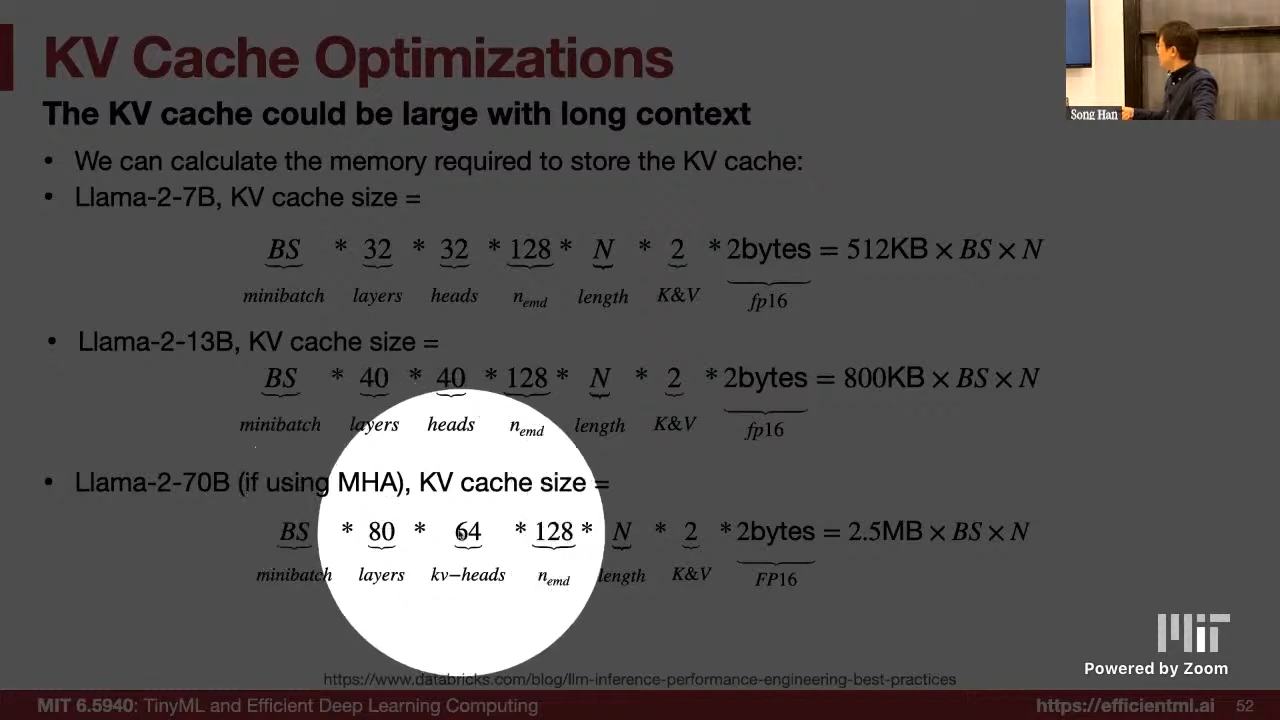 KV Cache Optimizations
Song Han
The KV cache could be large with long context
• We can calculate the memory required to store the KV cache:
• Llama-2-7B, KV cache size =
BS * 32 * 32 * 128 * N * 2 * 2bytes = 512KB × BS × N
minibatch layers heads n_emd length K&V fp16
• Llama-2-13B, KV cache size =
BS * 40 * 40 * 128 * N * 2 * 2bytes = 800KB × BS × N
minibatch layers heads n_emd length K&V fp16
• Llama-2-70B (if using MHA), KV cache size =
BS * 80 * 64 * 128 * N * 2 * 2bytes = 2.5MB × BS × N
minibatch layers kv−heads n_emd length K&V FP16
MIT
Powered by Zoom
https://www.databricks.com/blog/llm-inference-performance-engineering-best-practices
MIT 6.5940: TinyML and Efficient Deep Learning Computing https://efficientml.ai 52